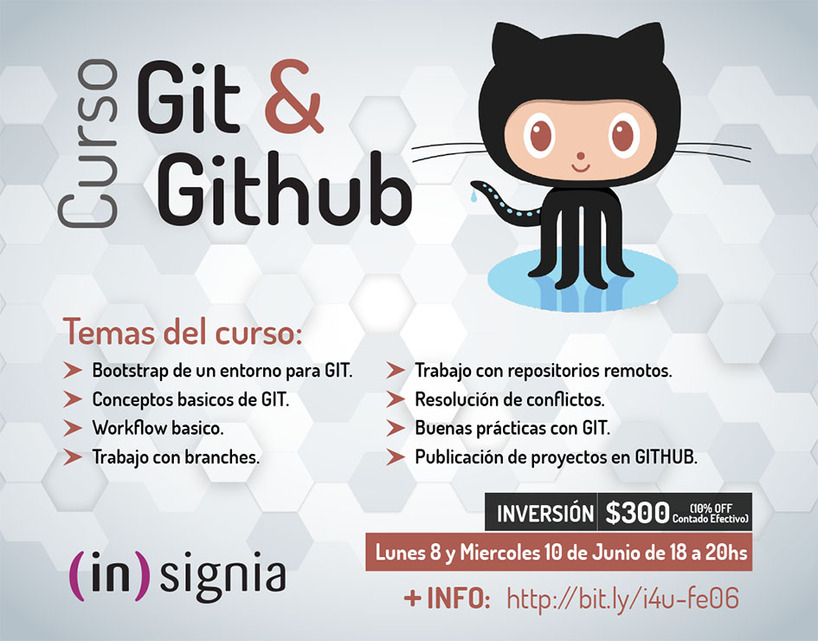 Curso
Git &
Github
Temas del curso:
Bootstrap de un entorno para GIT.
Conceptos basicos de GIT.
Workflow basico.
Trabajo con branches.
Trabajo con repositorios remotos.
Resolución de conflictos.
Buenas prácticas con GIT.
Publicación de proyectos en GITHUB.
INVERSIÓN $300 (10% OFF
Contado Efectivo)
Lunes 8 y Miercoles 10 de Junio de 18 a 20hs
(in)signia
+ INFO: http://bit.ly/i4u-fe06